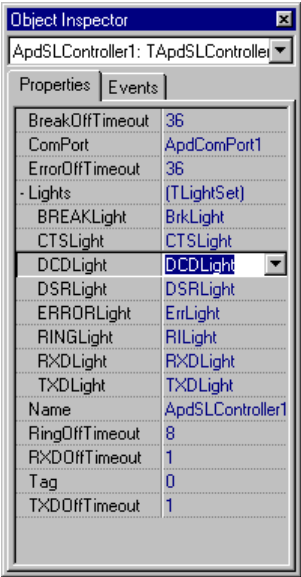 Object Inspector
ApdSLController1: TApdSLController
Properties Events
BreakOffTimeout 36
ComPort ApdComPort1
ErrorOffTimeout 36
- Lights (TLightSet)
BREAKLight BrkLight
CTSLight CTSLight
DCDLight DCDLight
DSRLight DSRLight
ERRORLight ErrLight
RINGLight RILight
RXDLight RXDLight
TXDLight TXDLight
Name ApdSLController1
RingOffTimeout 8
RXDOffTimeout 1
Tag 0
TXDOffTimeout 1